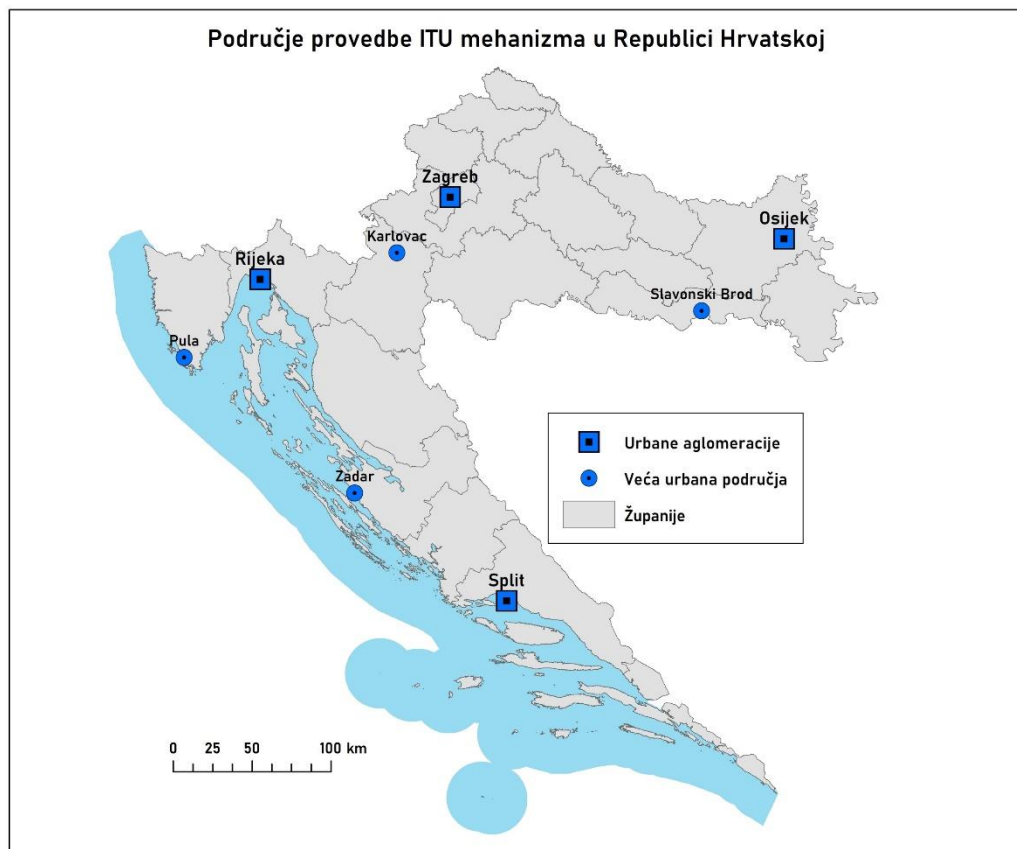 Područje provedbe ITU mehanizma u Republici Hrvatskoj
Zagreb
Osijek
Karlovac
Rijeka
Slavonski Brod
Pula
Urbane aglomeracije
Veća urbana područja
Zadar
Županije
Split
0 25 50 100 km